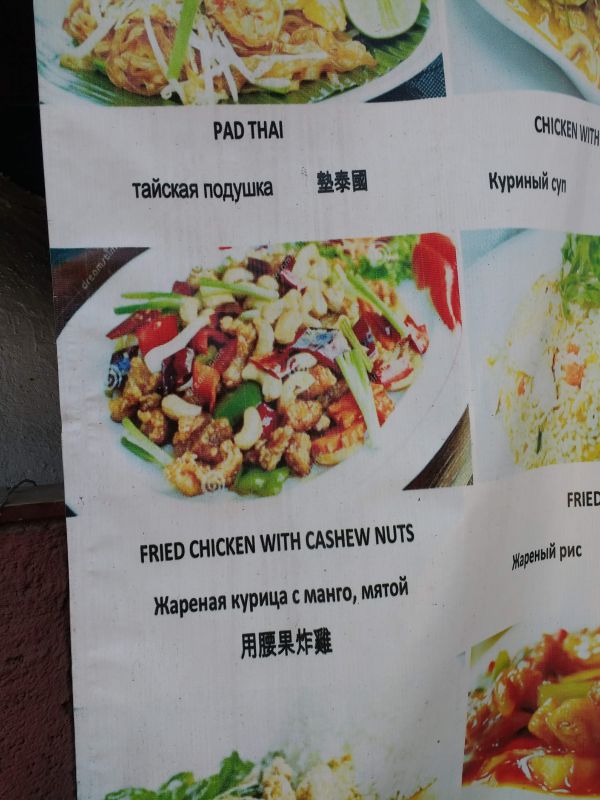 PAD THAI
тайская подушка 墊泰國
CHICKEN WITH
Куриный суп
FRIED CHICKEN WITH CASHEW NUTS
Жареная курица с манго, мятой
用腰果炸雞
FRIED
Жареный рис